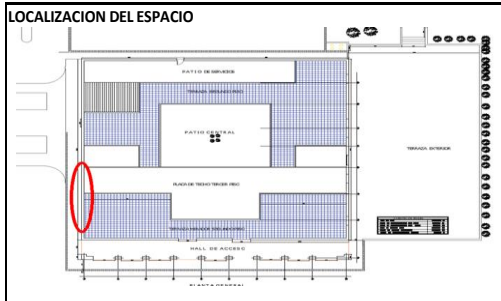 LOCALIZACION DEL ESPACIO
PATIO DE SERVICIOS
TERRAZA SEGUNDO PISO
PATIO CENTRAL
TERRAZA EXTERIOR
PLACA DE TECHO TERCER PISO
HALL DE ACCESO
PLANTA GENERAL